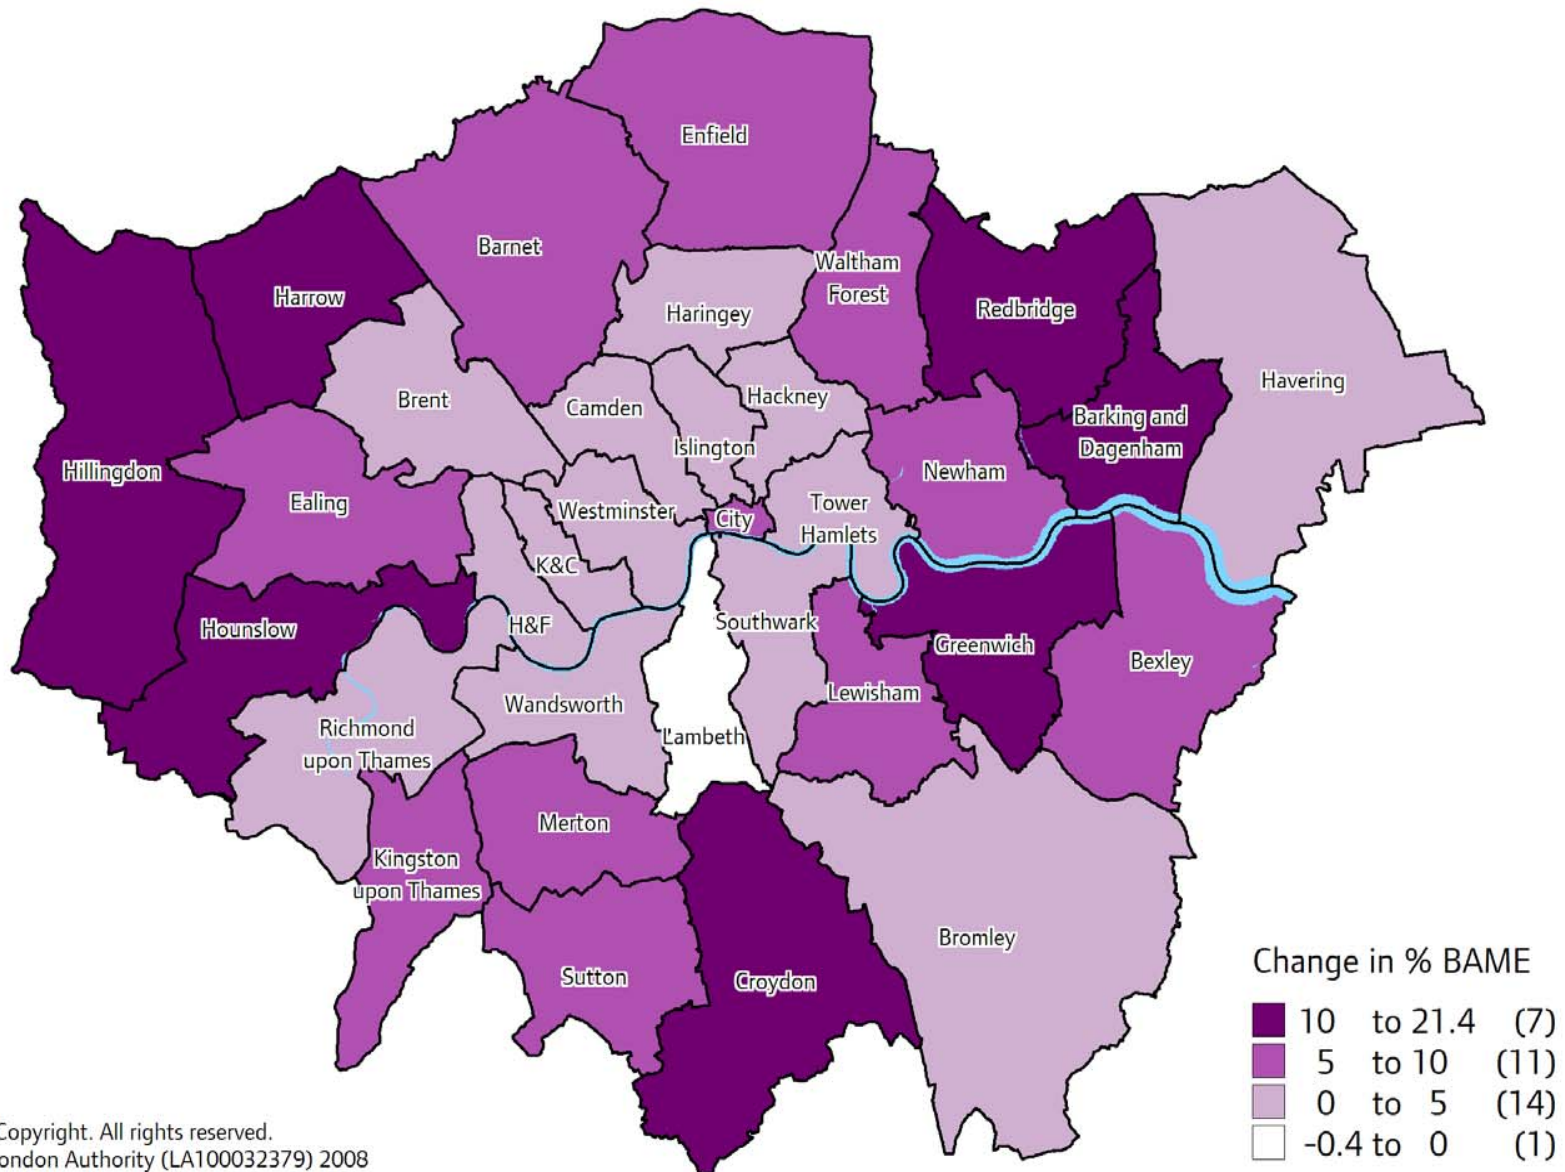 Enfield
Barnet
Waltham
Forest
Harrow
Redbridge
Haringey
Havering
Brent
Hackney
Camden
Barking and
Dagenham
Islington
Hillingdon
Newham
Ealing
Westminster
City
Tower
Hamlets
K&C
H&F
Southwark
Hounslow
Greenwich
Bexley
Lewisham
Wandsworth
Richmond
upon Thames
Lambeth
Merton
Kingston
upon Thames
Bromley
Sutton
Croydon
Change in % BAME
10 to 21.4 (7)
5 to 10 (11)
0 to 5 (14)
-0.4 to 0 (1)
Copyright. All rights reserved.
ondon Authority (LA100032379) 2008